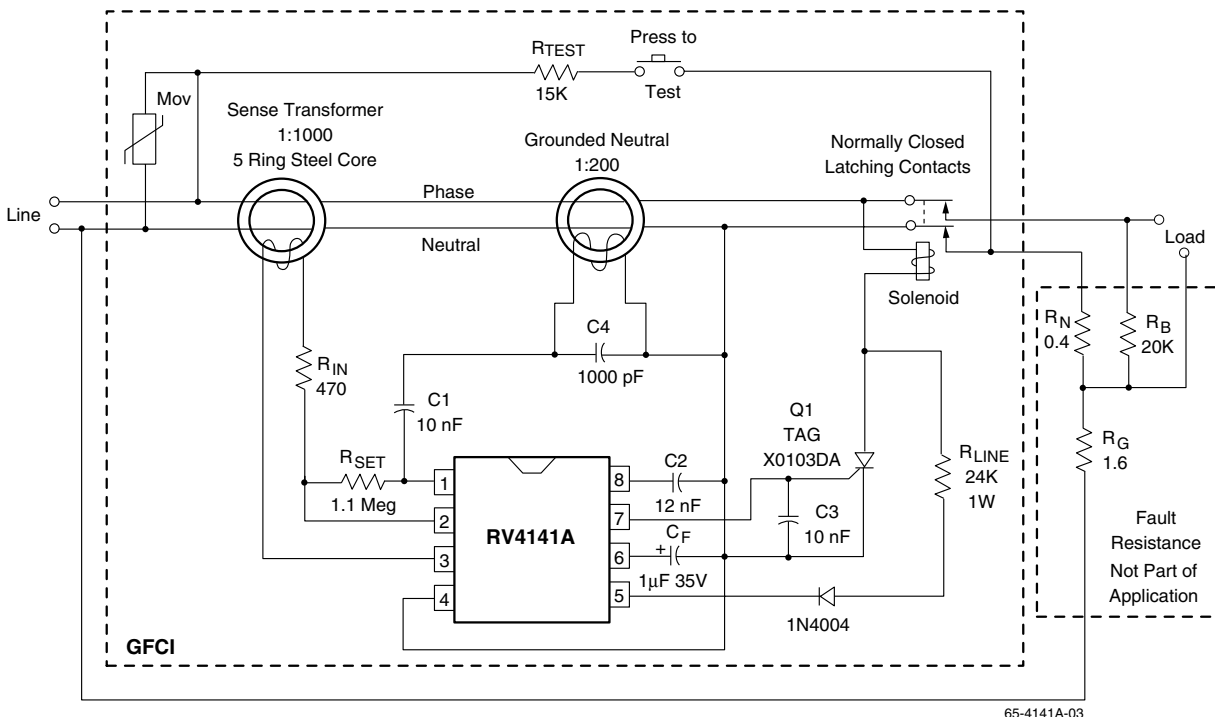 RTEST
15K
Press to
Test
Mov
Sense Transformer
1:1000
5 Ring Steel Core
Grounded Neutral
1:200
Normally Closed
Latching Contacts
Line
Phase
Neutral
Load
Solenoid
RIN
470
C1
10 nF
C4
1000 pF
RN
0.4
RB
20K
RG
1.6
RSET
1.1 Meg
Q1
TAG
X0103DA
RLINE
24K
1W
1
2
3
4
RV4141A
8
7
6
5
C2
12 nF
C3
10 nF
+ CF
1µF 35V
1N4004
Fault
Resistance
Not Part of
Application
GFCI
65-4141A-03